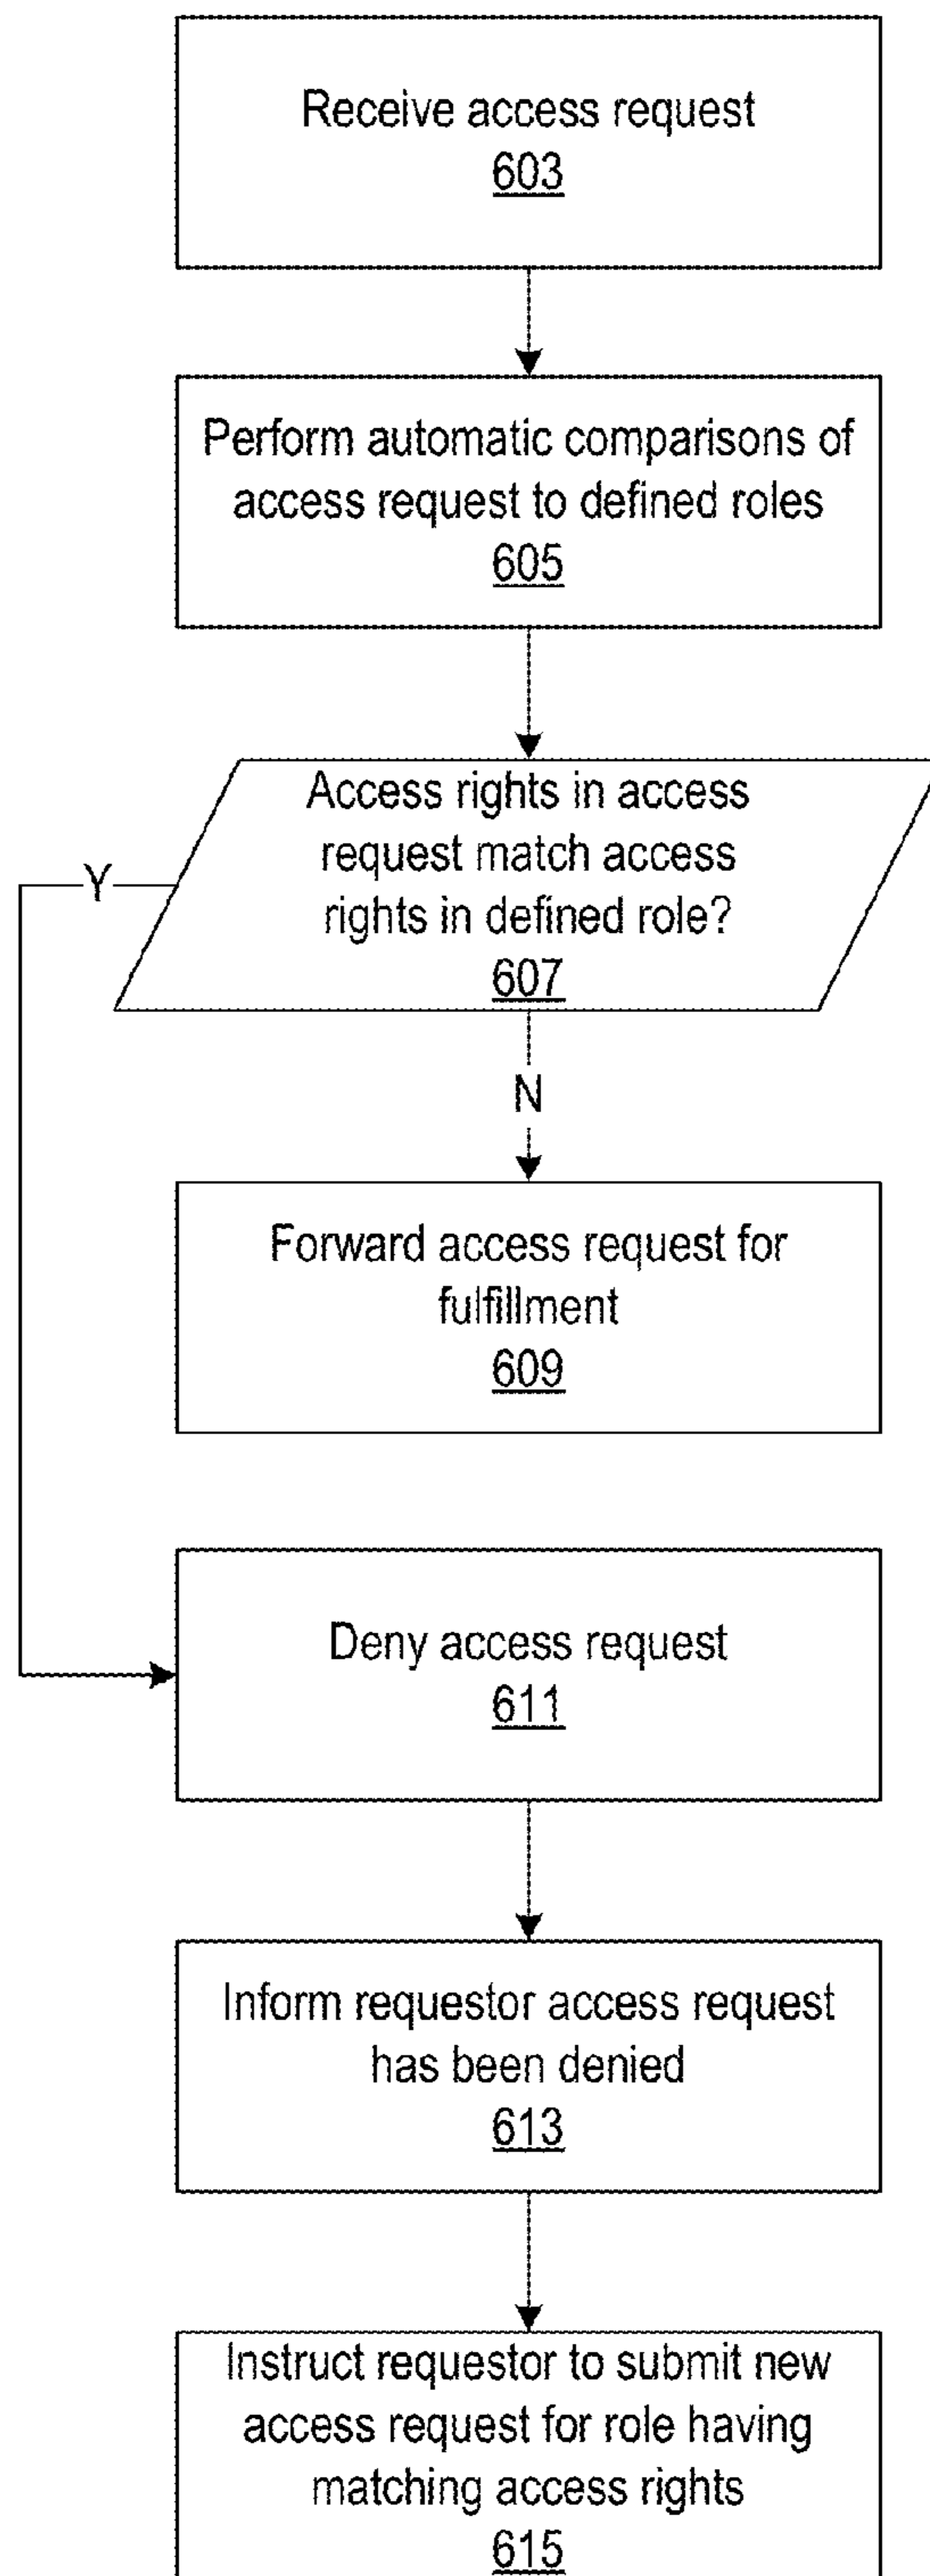 Receive access request
603
Perform automatic comparisons of
access request to defined roles
605
Access rights in access
request match access
rights in defined role?
607
Y
N
Forward access request for
fulfillment
609
Deny access request
611
Inform requestor access request
has been denied
613
Instruct requestor to submit new
access request for role having
matching access rights
615